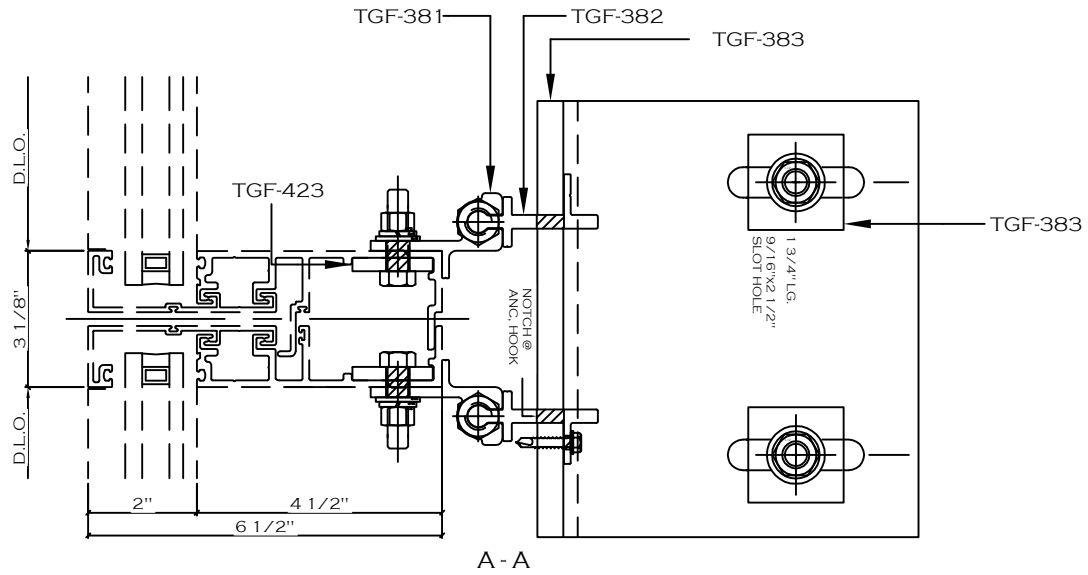 TGF-381
TGF-382
TGF-383
D.L.O.
TGF-423
TGF-383
1 3/4" LG.
9/16"x2 1/2"
SLOT HOLE
3 1/8"
NOTCH @
ANC, HOOK
D.L.O.
2"
4 1/2"
6 1/2"
A - A